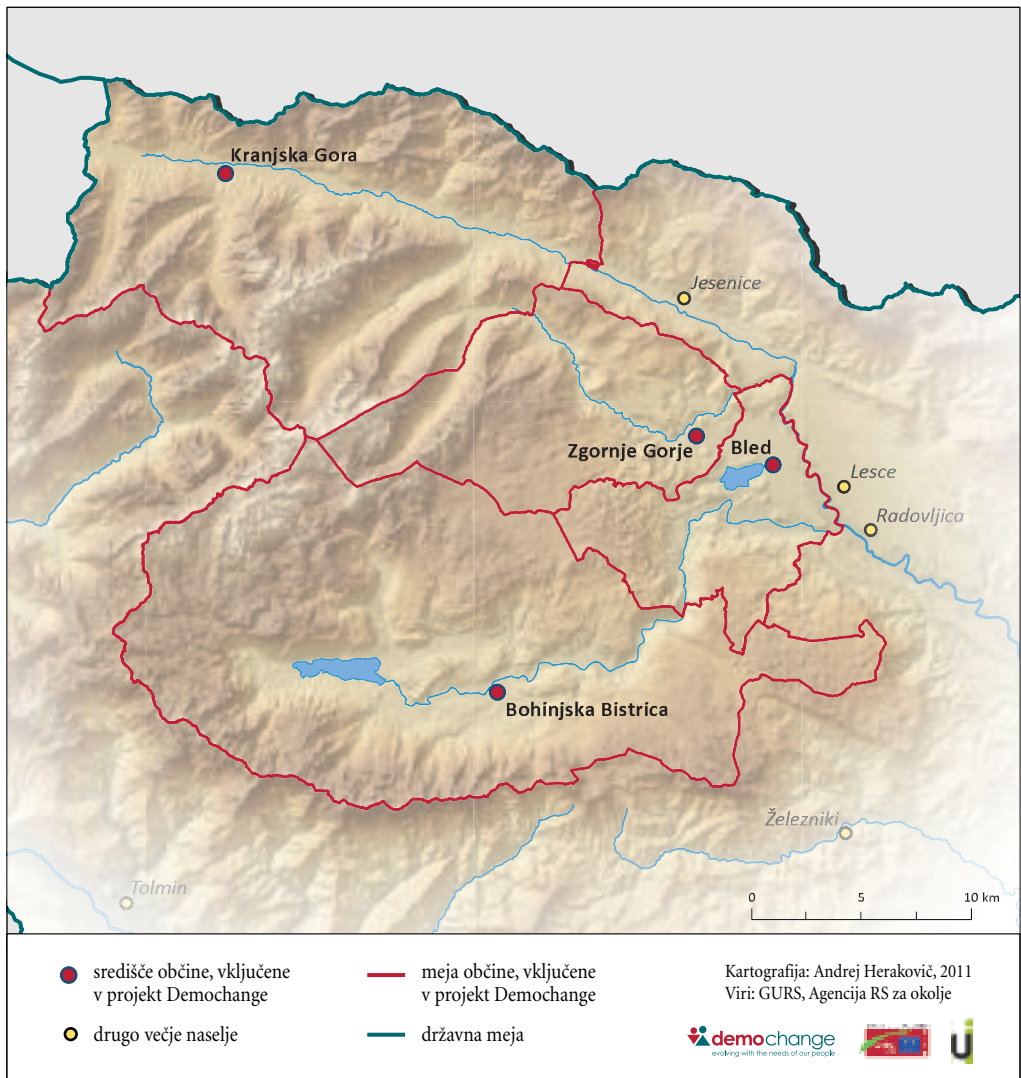 Kranjska Gora
Jesenice
Zgornje Gorje
Bled
Lesce
Radovljica
Bohinjska Bistrica
Železniki
Tolmin
0 5 10 km
središče občine, vključene
v projekt Demochange
drugo večje naselje
meja občine, vključene
v projekt Demochange
državna meja
Kartografija: Andrej Herakovič, 2011
Viri: GURS, Agencija RS za okolje
demochange
evolving with the needs of our people